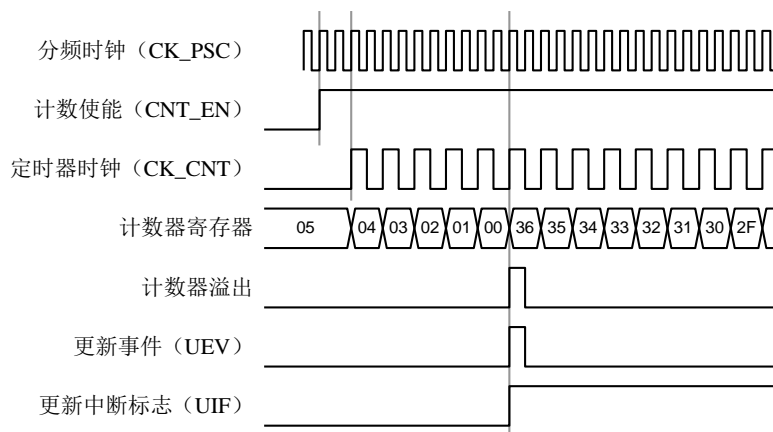 分频时钟（CK_PSC）
计数使能（CNT_EN）
定时器时钟（CK_CNT）
计数器寄存器 05 04 03 02 01 00 36 35 34 33 32 31 30 2F
计数器溢出
更新事件（UEV）
更新中断标志（UIF）